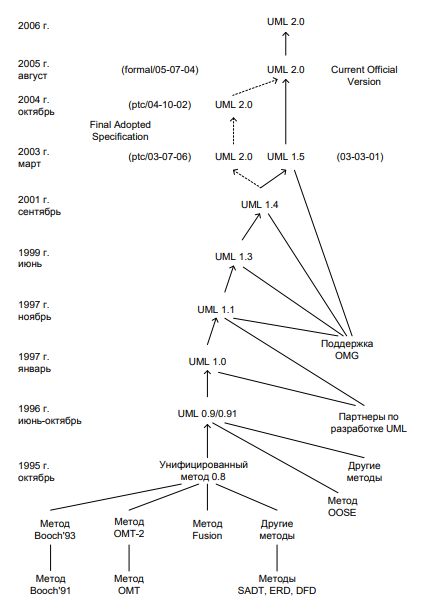 2006 г.
UML 2.0
2005 г.
август
(formal/05-07-04)
UML 2.0
Current Official
Version
2004 г.
октябрь
(ptc/04-10-02)
UML 2.0
Final Adopted
Specification
2003 г.
март
(ptc/03-07-06)
UML 2.0
UML 1.5
(03-03-01)
2001 г.
сентябрь
UML 1.4
1999 г.
июнь
UML 1.3
1997 г.
ноябрь
UML 1.1
Поддержка
OMG
1997 г.
январь
UML 1.0
1996 г.
июнь-октябрь
UML 0.9/0.91
Партнеры по
разработке UML
1995 г.
октябрь
Унифицированный
метод 0.8
Другие
методы
Метод
OOSE
Метод
Booch'93
Метод
OMT-2
Метод
Fusion
Другие
методы
Метод
Booch'91
Метод
OMT
Методы
SADT, ERD, DFD